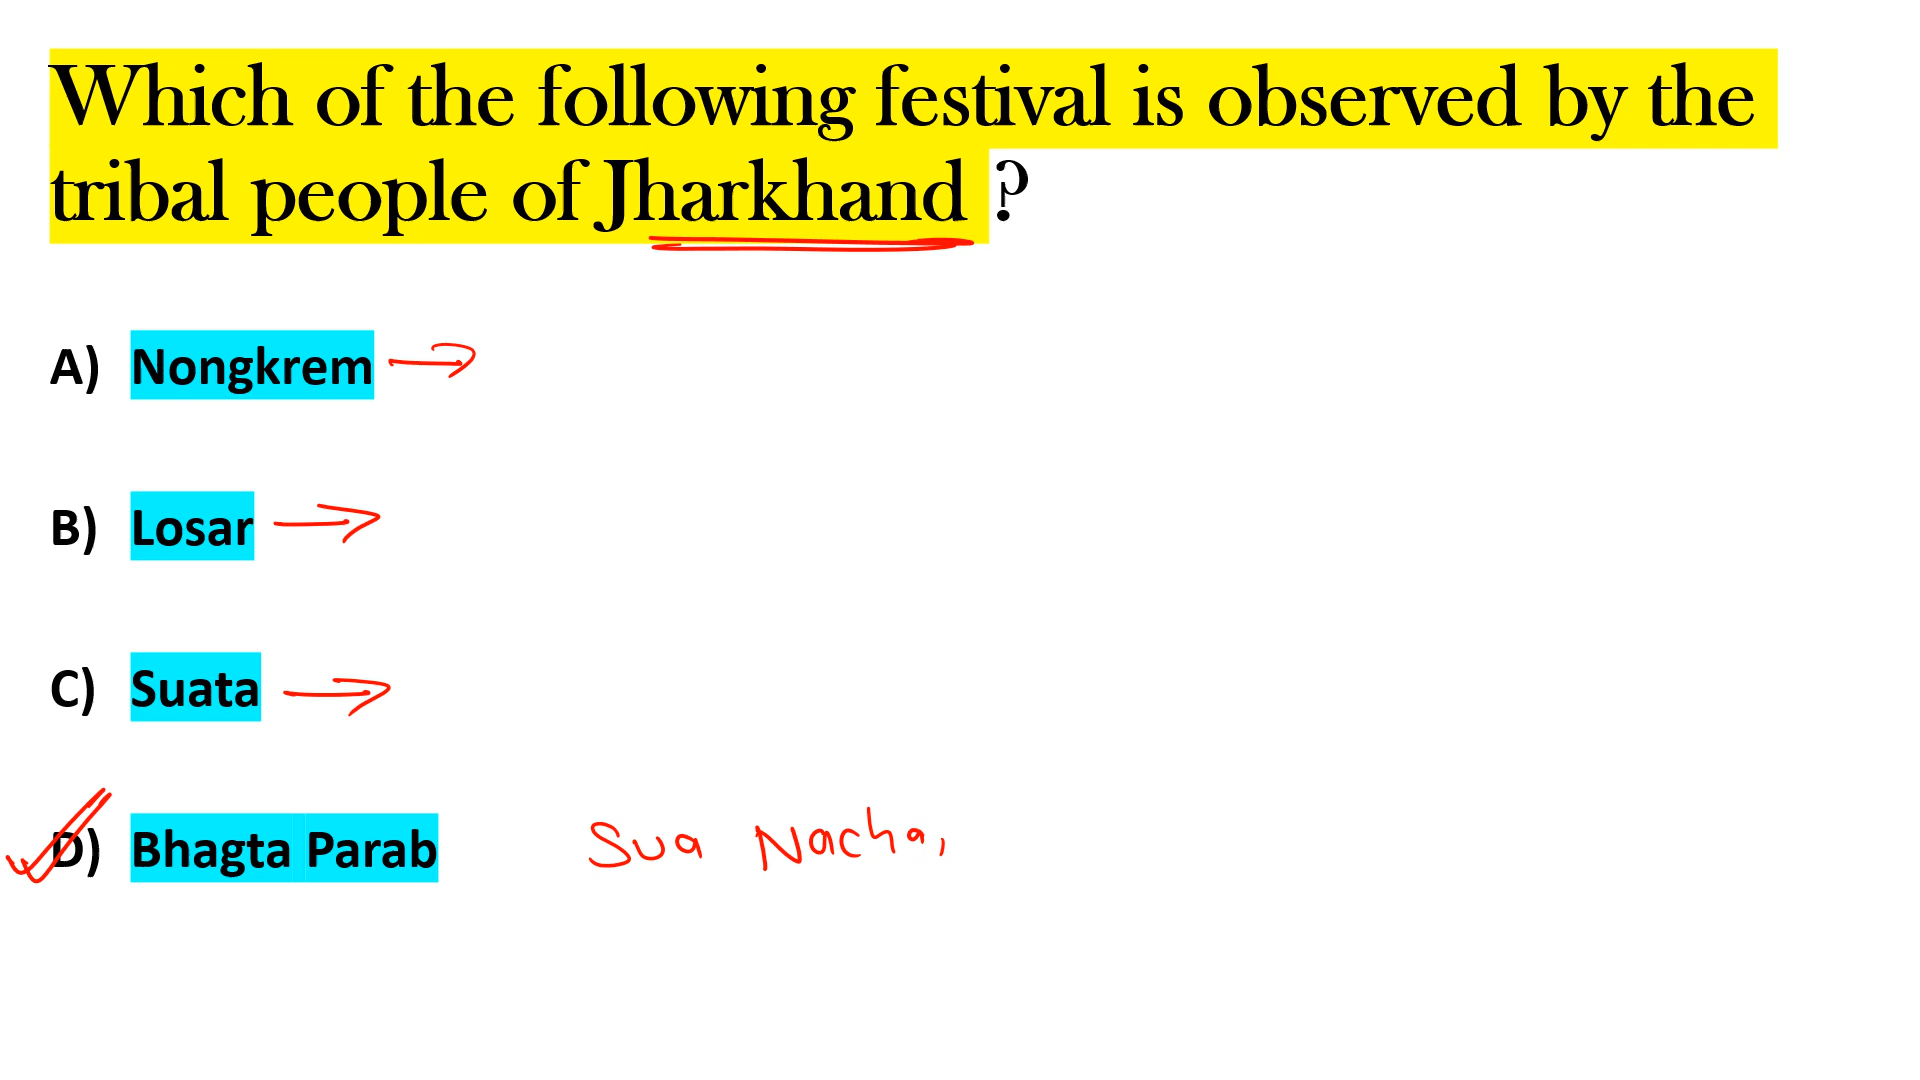 Which of the following festival is observed by the
tribal people of Jharkhand ?
A) Nongkrem
B) Losar
C) Suata
D) Bhagta Parab
Sua Nacha,